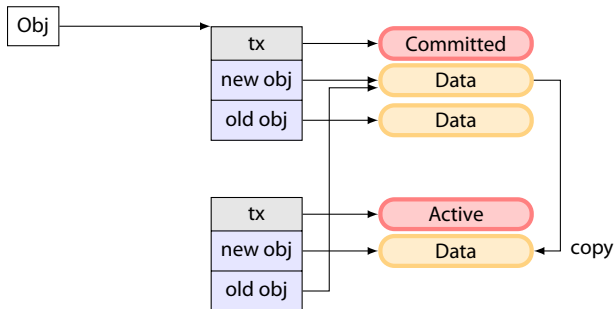 Obj
tx
Committed
new obj
Data
old obj
Data
tx
Active
new obj
Data
copy
old obj